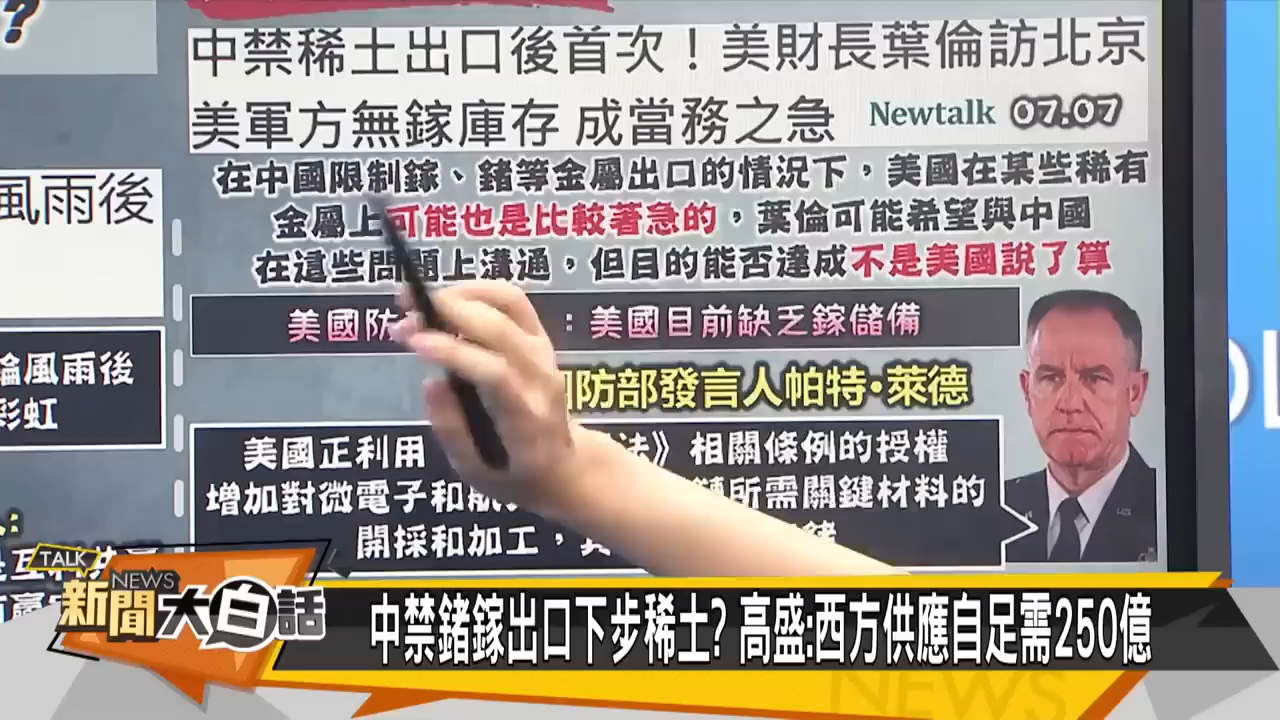 ?
中禁稀土出口後首次！美財長葉倫訪北京
美軍方無鎵庫存 成當務之急 Newtalk 07.07
在中國限制鎵、鍺等金屬出口的情況下，美國在某些稀有
金屬上可能也是比較著急的，葉倫可能希望與中國
在這些問題上溝通，但目的能否達成不是美國說了算
風雨後
美國防 ：美國目前缺乏鎵儲備
風雨後
彩虹
防部發言人帕特·萊德
美國正利用 法》相關條例的授權
增加對微電子和航 所需關鍵材料的
開採和加工，
TALK
NEWS
新聞大白話
中禁鍺鎵出口下步稀土? 高盛:西方供應自足需250億
NEWS